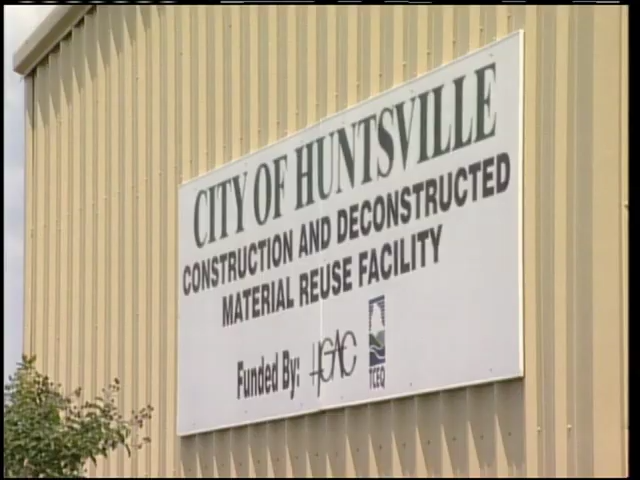 CITY OF HUNTSVILLE
CONSTRUCTION AND DECONSTRUCTED
MATERIAL REUSE FACILITY
Funded By: HGAC TCEQ